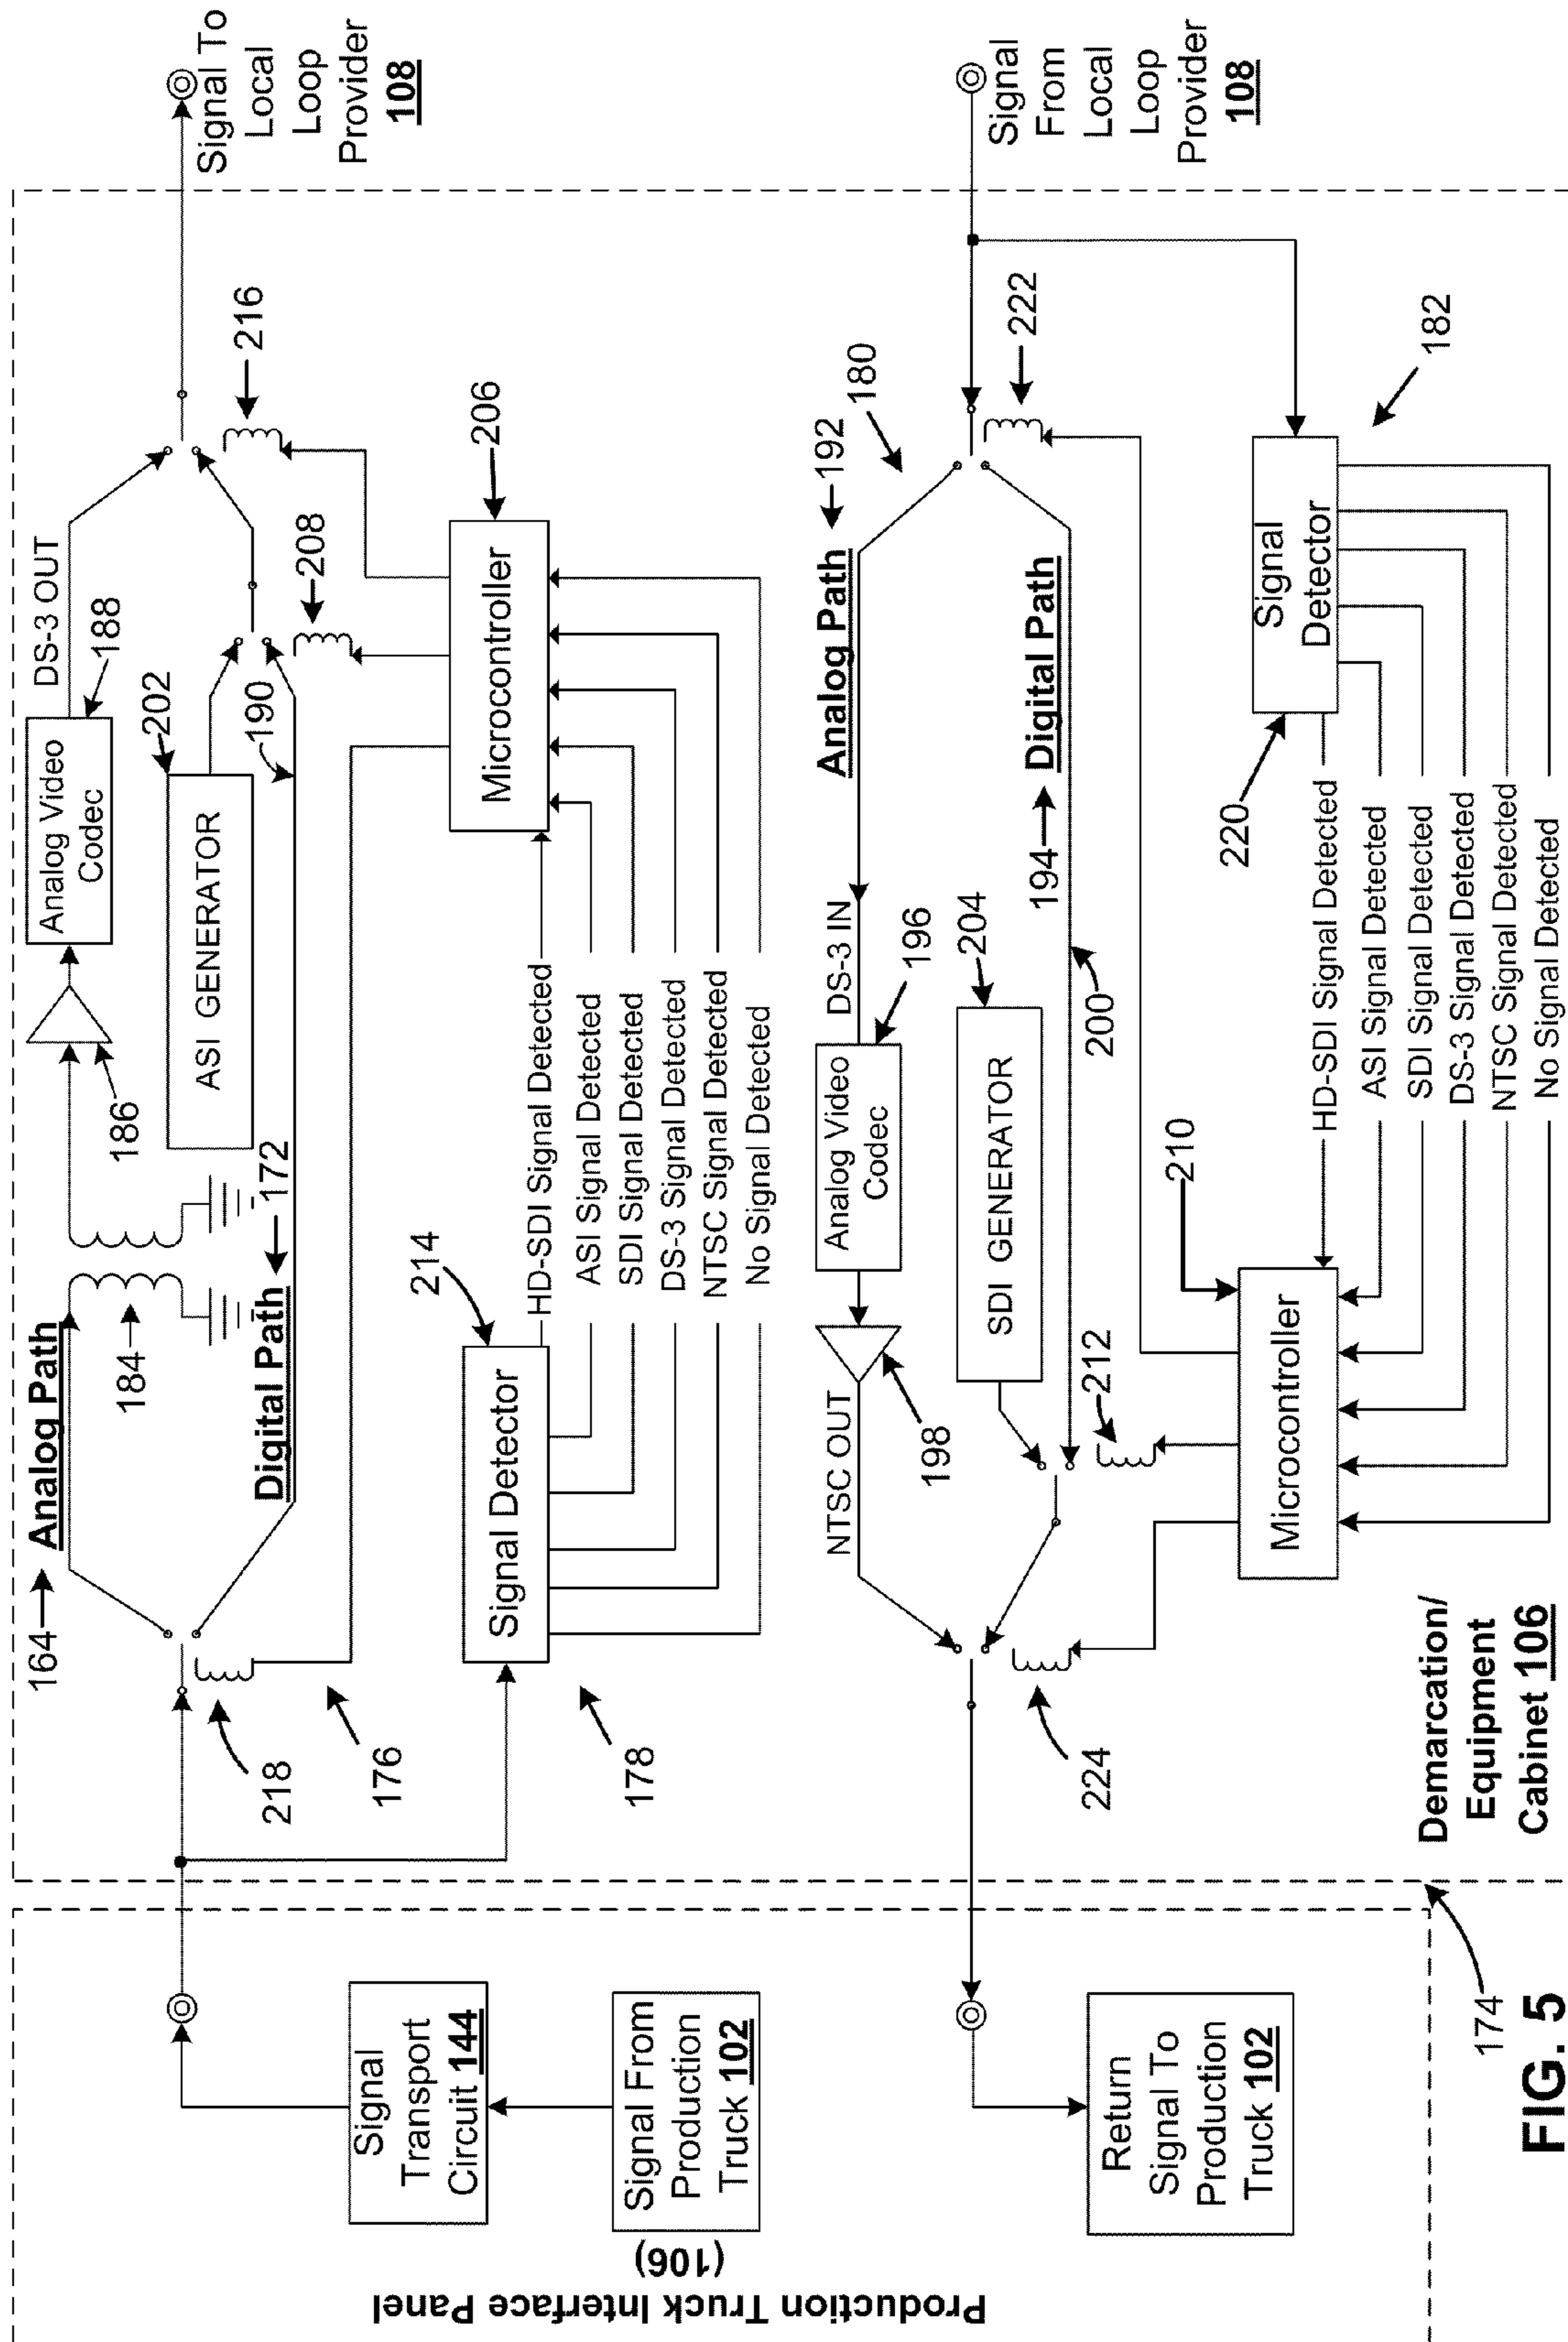 Production Truck Interface Panel
(106)
Signal
Transport
Circuit 144
Signal From
Production
Truck 102
Return
Signal To
Production
Truck 102
174
FIG. 5
164
Analog Path
184
186
Analog Video
Codec
188
DS-3 OUT
ASI GENERATOR
202
190
Digital Path
172
218
176
178
Signal Detector
214
HD-SDI Signal Detected
ASI Signal Detected
SDI Signal Detected
DS-3 Signal Detected
NTSC Signal Detected
No Signal Detected
Microcontroller
206
208
216
Signal To
Local
Loop
Provider
108
NTSC OUT
198
Analog Video
Codec
196
DS-3 IN
Analog Path
192
180
SDI GENERATOR
204
200
194
Digital Path
222
212
224
Microcontroller
210
HD-SDI Signal Detected
ASI Signal Detected
SDI Signal Detected
DS-3 Signal Detected
NTSC Signal Detected
No Signal Detected
220
Signal
Detector
182
Signal
From
Local
Loop
Provider
108
Demarcation/
Equipment
Cabinet 106